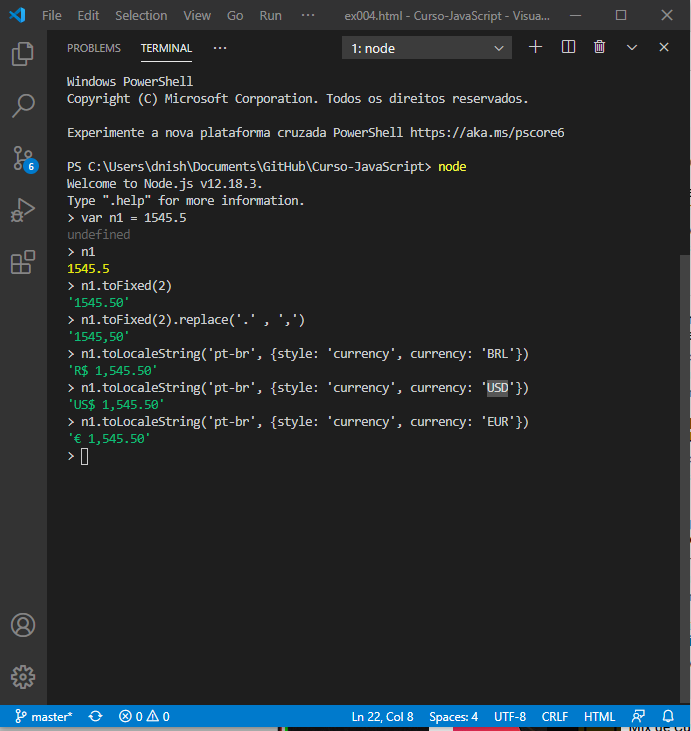 File Edit Selection View Go Run ··· ex004.html - Curso-JavaScript - Visua...
PROBLEMS TERMINAL ··· 1: node
Windows PowerShell
Copyright (C) Microsoft Corporation. Todos os direitos reservados.
Experimente a nova plataforma cruzada PowerShell https://aka.ms/pscore6
PS C:\Users\dnish\Documents\GitHub\Curso-JavaScript> node
Welcome to Node.js v12.18.3.
Type ".help" for more information.
> var n1 = 1545.5
undefined
> n1
1545.5
> n1.toFixed(2)
'1545.50'
> n1.toFixed(2).replace('.' , ',')
'1545,50'
> n1.toLocaleString('pt-br', {style: 'currency', currency: 'BRL'})
'R$ 1,545.50'
> n1.toLocaleString('pt-br', {style: 'currency', currency: 'USD'})
'US$ 1,545.50'
> n1.toLocaleString('pt-br', {style: 'currency', currency: 'EUR'})
'€ 1,545.50'
>
6
master* 0 0 Ln 22, Col 8 Spaces: 4 UTF-8 CRLF HTML